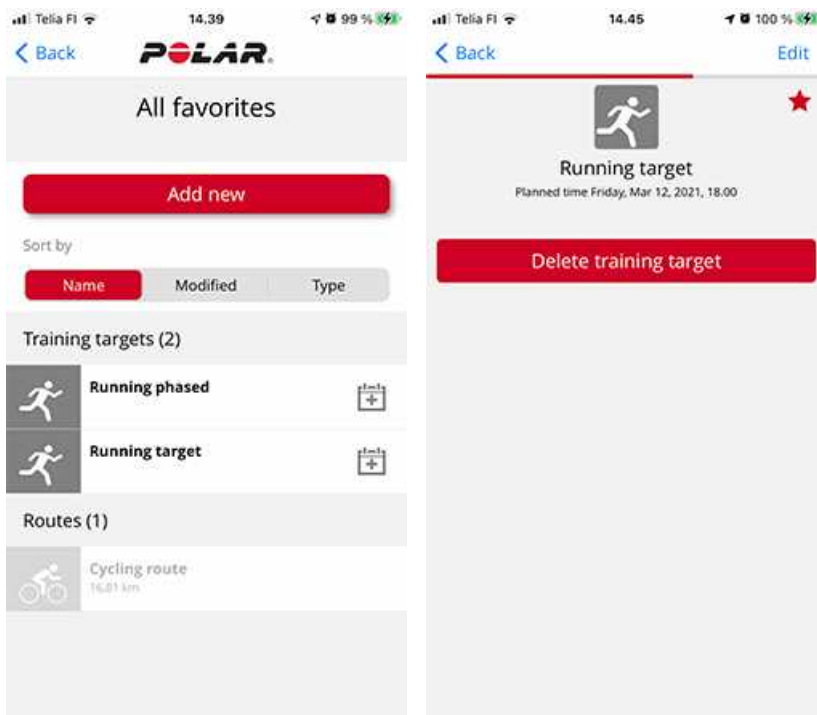 Telia FI 14.39 99 %
Back POLAR.
All favorites
Add new
Sort by
Name Modified Type
Training targets (2)
Running phased
Running target
Routes (1)
Cycling route
16.01 km
Telia FI 14.45 100 %
Back Edit
Running target
Planned time Friday, Mar 12, 2021, 18.00
Delete training target